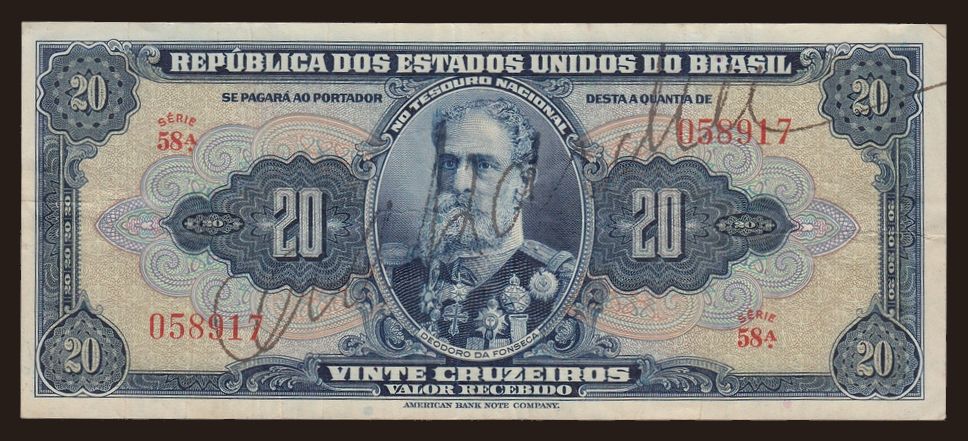 20 REPÚBLICA DOS ESTADOS UNIDOS DO BRASIL 20
SE PAGARÁ AO PORTADOR
NO TESOURO NACIONAL
DESTA A QUANTIA DE
SÉRIE
58A
058917
20 20
20 20
058917
SÉRIE
58A
DEODORO DA FONSECA
20 VINTE CRUZEIROS 20
VALOR RECEBIDO
AMERICAN BANK NOTE COMPANY.